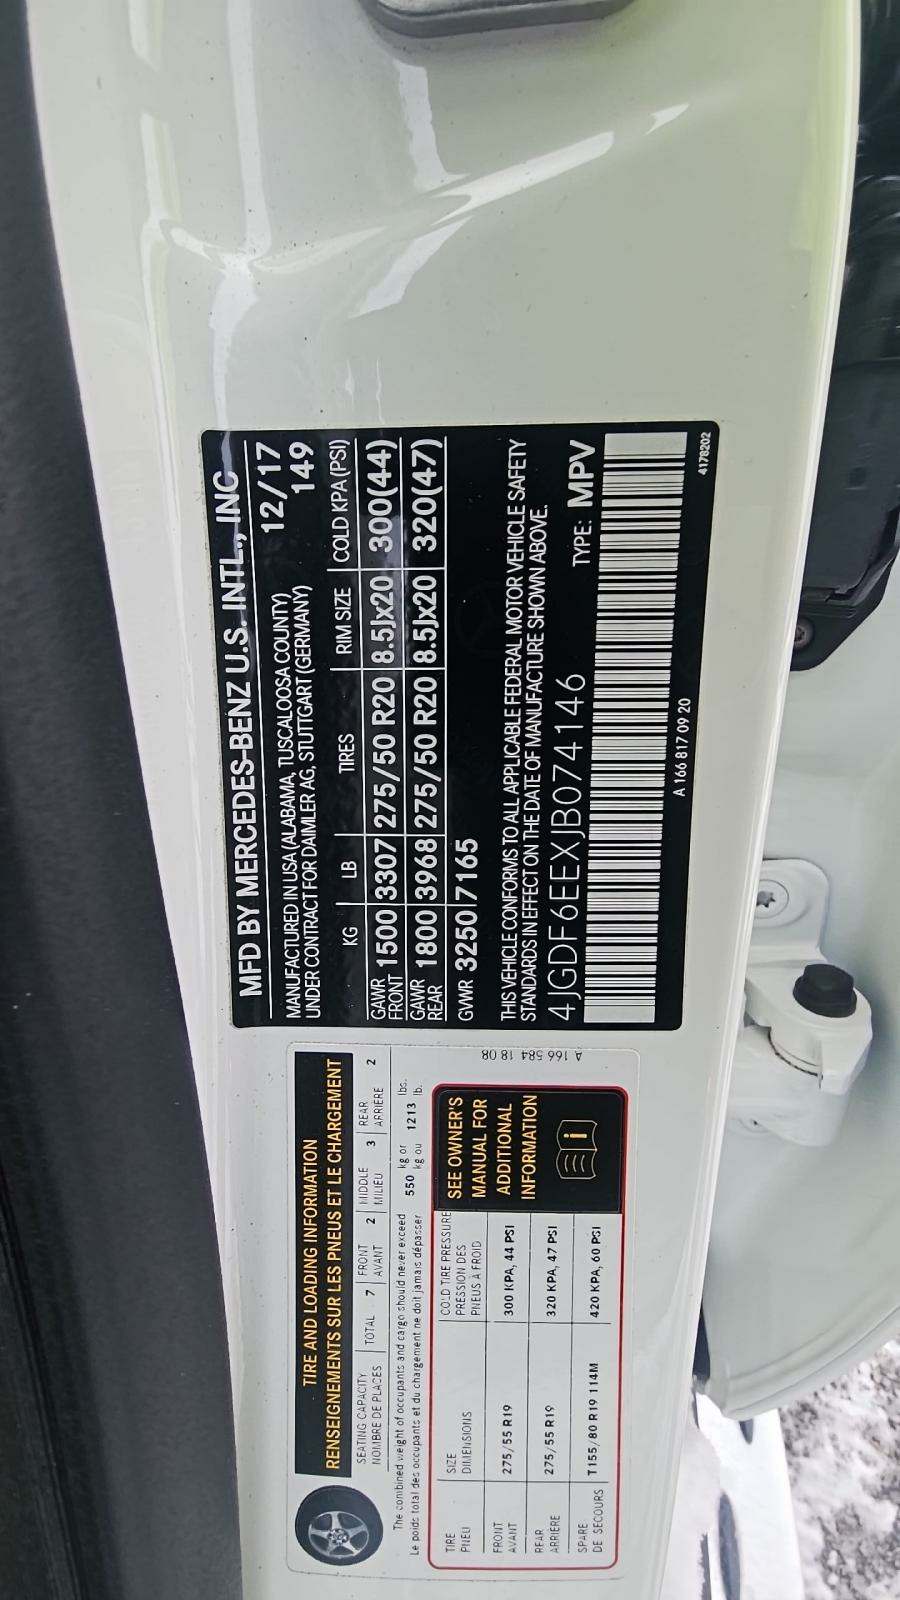 MFD BY MERCEDES-BENZ U.S. INTL., INC
MANUFACTURED IN USA (ALABAMA, TUSCALOOSA COUNTY) 12/17
UNDER CONTRACT FOR DAIMLER AG, STUTTGART (GERMANY) 149
KG LB TIRES RIM SIZE COLD KPA(PSI)
GAWR FRONT 1500 3307 275/50 R20 8.5Jx20 300(44)
GAWR REAR 1800 3968 275/50 R20 8.5Jx20 320(47)
GVWR 3250 7165
THIS VEHICLE CONFORMS TO ALL APPLICABLE FEDERAL MOTOR VEHICLE SAFETY
STANDARDS IN EFFECT ON THE DATE OF MANUFACTURE SHOWN ABOVE.
4JGDF6EEXJB074146 TYPE: MPV
A 166 817 09 20
4178202
TIRE AND LOADING INFORMATION
RENSEIGNEMENTS SUR LES PNEUS ET LE CHARGEMENT
SEATING CAPACITY TOTAL 7 FRONT 2 MIDDLE 3 REAR 2
NOMBRE DE PLACES AVANT MILIEU ARRIÈRE
The combined weight of occupants and cargo should never exceed 550 kg or 1213 lbs.
Le poids total des occupants et du chargement ne doit jamais dépasser kg ou lb.
TIRE SIZE COLD TIRE PRESSURE
PNEU DIMENSIONS PRESSION DES
PNEUS À FROID
FRONT AVANT 275/55 R19 300 KPA, 44 PSI
REAR ARRIÈRE 275/55 R19 320 KPA, 47 PSI
SPARE DE SECOURS T155/80 R19 114M 420 KPA, 60 PSI
SEE OWNER'S
MANUAL FOR
ADDITIONAL
INFORMATION
i
A 166 584 18 08